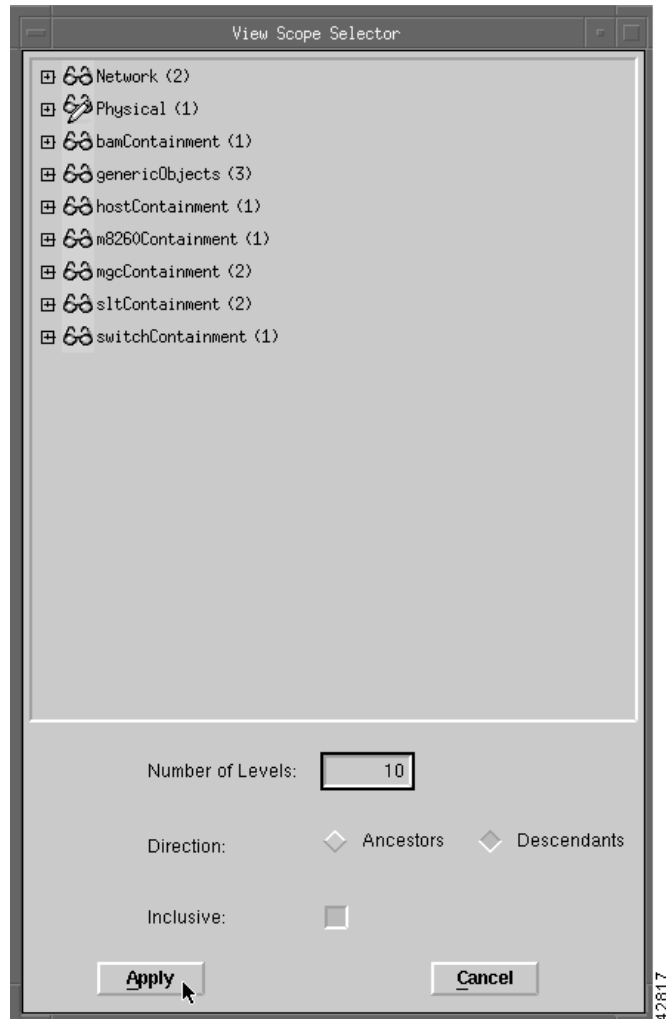 View Scope Selector
Network (2)
Physical (1)
bamContainment (1)
genericObjects (3)
hostContainment (1)
m8260Containment (1)
mgcContainment (2)
sltContainment (2)
switchContainment (1)
Number of Levels: 10
Direction: Ancestors Descendants
Inclusive:
Apply Cancel
42817